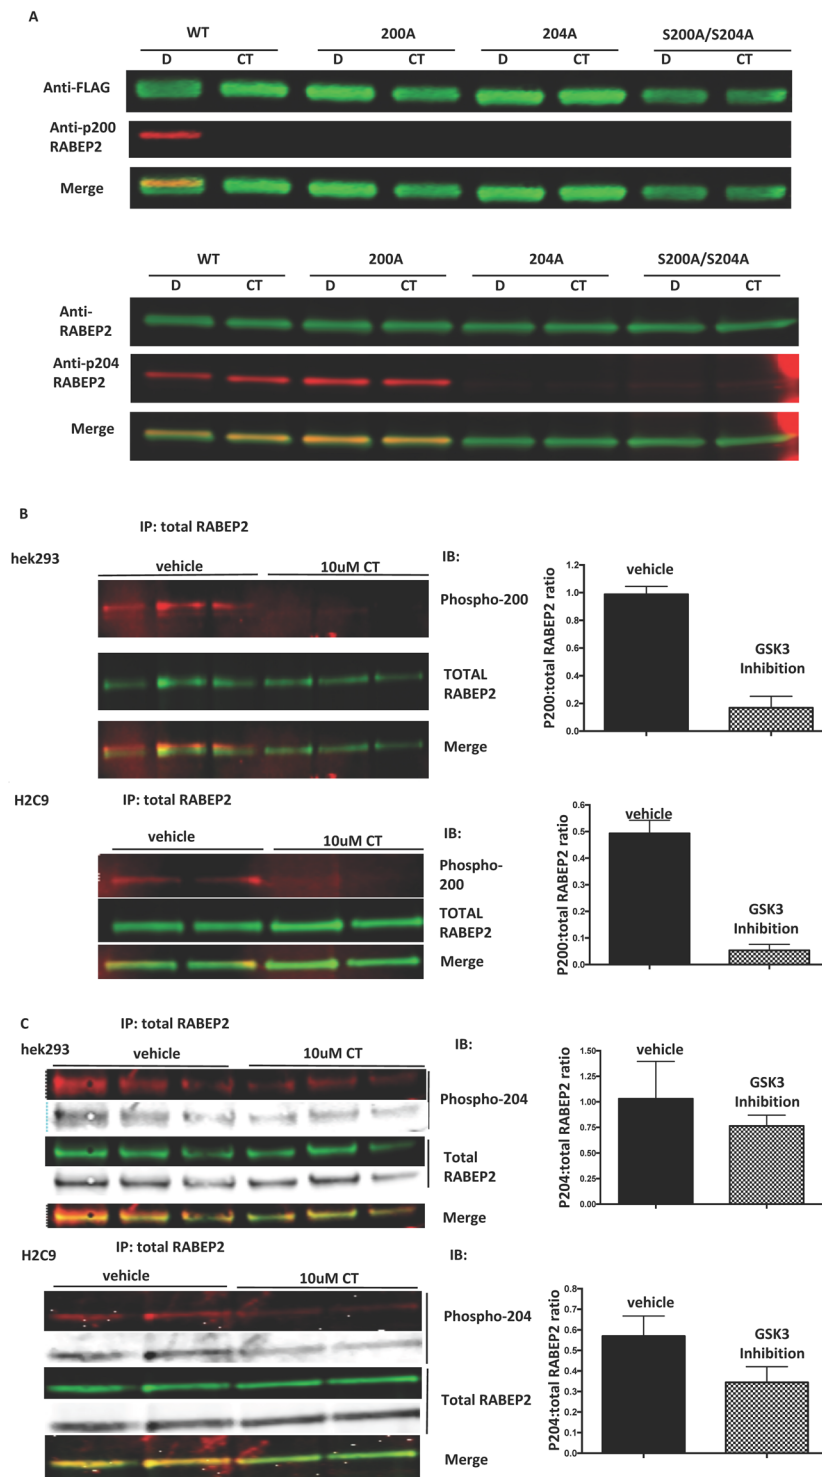 A
WT 200A 204A S200A/S204A
D CT D CT D CT D CT
Anti-FLAG
Anti-p200
RABEP2
Merge
WT 200A 204A S200A/S204A
D CT D CT D CT D CT
Anti-
RABEP2
Anti-p204
RABEP2
Merge
B
IP: total RABEP2
hek293
vehicle 10uM CT
IB:
Phospho-200
TOTAL
RABEP2
Merge
P200:total RABEP2 ratio
1.2
1.0
0.8
0.6
0.4
0.2
0.0
vehicle
GSK3
Inhibition
H2C9
IP: total RABEP2
vehicle 10uM CT
IB:
Phospho-
200
TOTAL
RABEP2
Merge
P200:total RABEP2 ratio
0.6
0.5
0.4
0.3
0.2
0.1
0.0
vehicle
GSK3
Inhibition
C
IP: total RABEP2
hek293
vehicle 10uM CT
IB:
Phospho-204
Total
RABEP2
Merge
P204:total RABEP2 ratio
1.50
1.25
1.00
0.75
0.50
0.25
0.00
vehicle
GSK3
Inhibition
H2C9
IP: total RABEP2
vehicle 10uM CT
IB:
Phospho-204
Total RABEP2
Merge
P204:total RABEP2 ratio
0.8
0.7
0.6
0.5
0.4
0.3
0.2
0.1
0.0
vehicle
GSK3
Inhibition